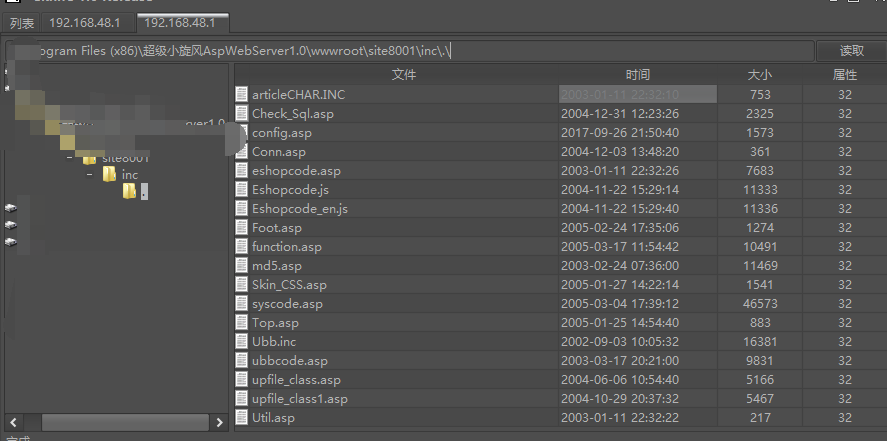 列表 192.168.48.1 192.168.48.1
ogram Files (x86)\超级小旋风AspWebServer1.0\wwwroot\site8001\inc\.\ 读取
文件 时间 大小 属性
articleCHAR.INC 2003-01-11 22:32:10 753 32
Check_Sql.asp 2004-12-31 12:23:26 2325 32
config.asp 2017-09-26 21:50:40 1573 32
Conn.asp 2004-12-03 13:48:20 361 32
eshopcode.asp 2003-01-11 22:32:26 7683 32
Eshopcode.js 2004-11-22 15:29:14 11333 32
Eshopcode_en.js 2004-11-22 15:29:40 11336 32
Foot.asp 2005-02-24 17:35:06 1274 32
function.asp 2005-03-17 11:54:42 10491 32
md5.asp 2003-02-24 07:36:00 11469 32
Skin_CSS.asp 2005-01-27 14:22:14 1541 32
syscode.asp 2005-03-04 17:39:12 46573 32
Top.asp 2005-01-25 14:54:40 883 32
Ubb.inc 2002-09-03 10:05:32 16381 32
ubbcode.asp 2003-03-17 20:21:00 9831 32
upfile_class.asp 2004-06-06 10:54:40 5166 32
upfile_class1.asp 2004-10-29 20:37:32 5467 32
Util.asp 2003-01-11 22:32:22 217 32
rver1.0
site8001
inc
.